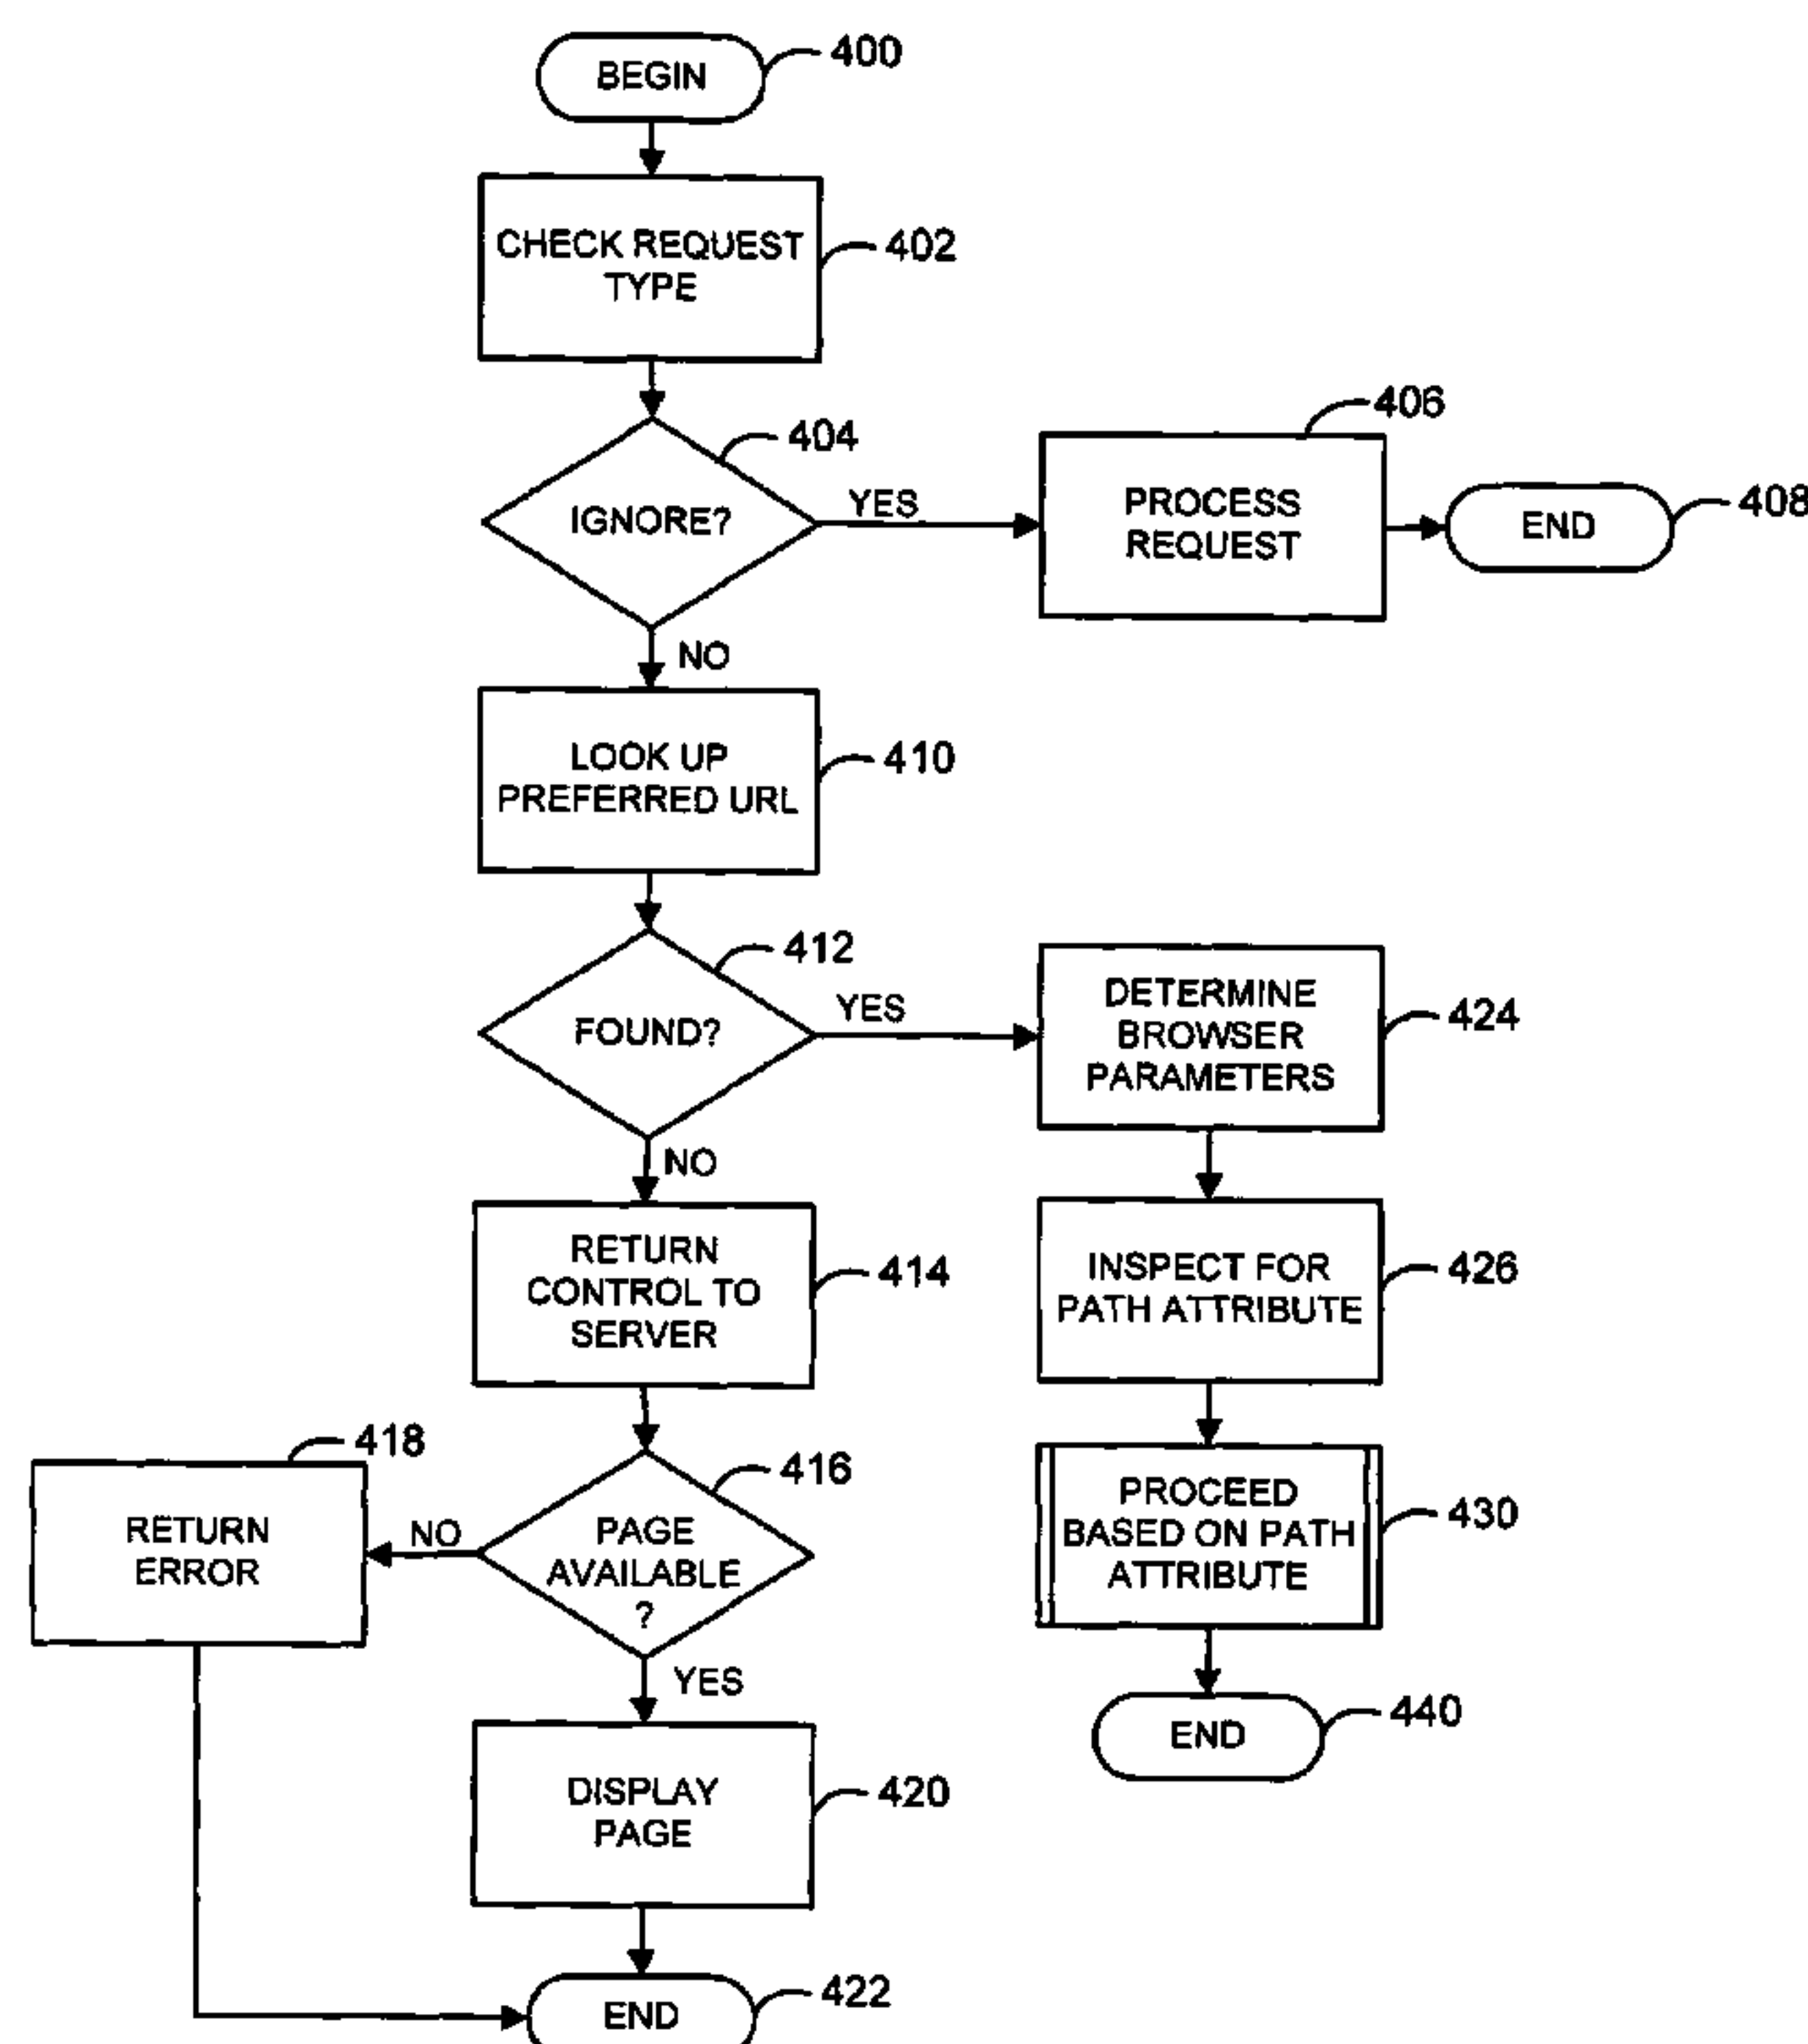 BEGIN
400
CHECK REQUEST
TYPE
402
404
IGNORE?
YES
406
PROCESS
REQUEST
END
408
NO
LOOK UP
PREFERRED URL
410
412
FOUND?
YES
DETERMINE
BROWSER
PARAMETERS
424
NO
RETURN
CONTROL TO
SERVER
414
INSPECT FOR
PATH ATTRIBUTE
426
418
RETURN
ERROR
NO
416
PAGE
AVAILABLE
?
PROCEED
BASED ON PATH
ATTRIBUTE
430
YES
END
440
DISPLAY
PAGE
420
END
422